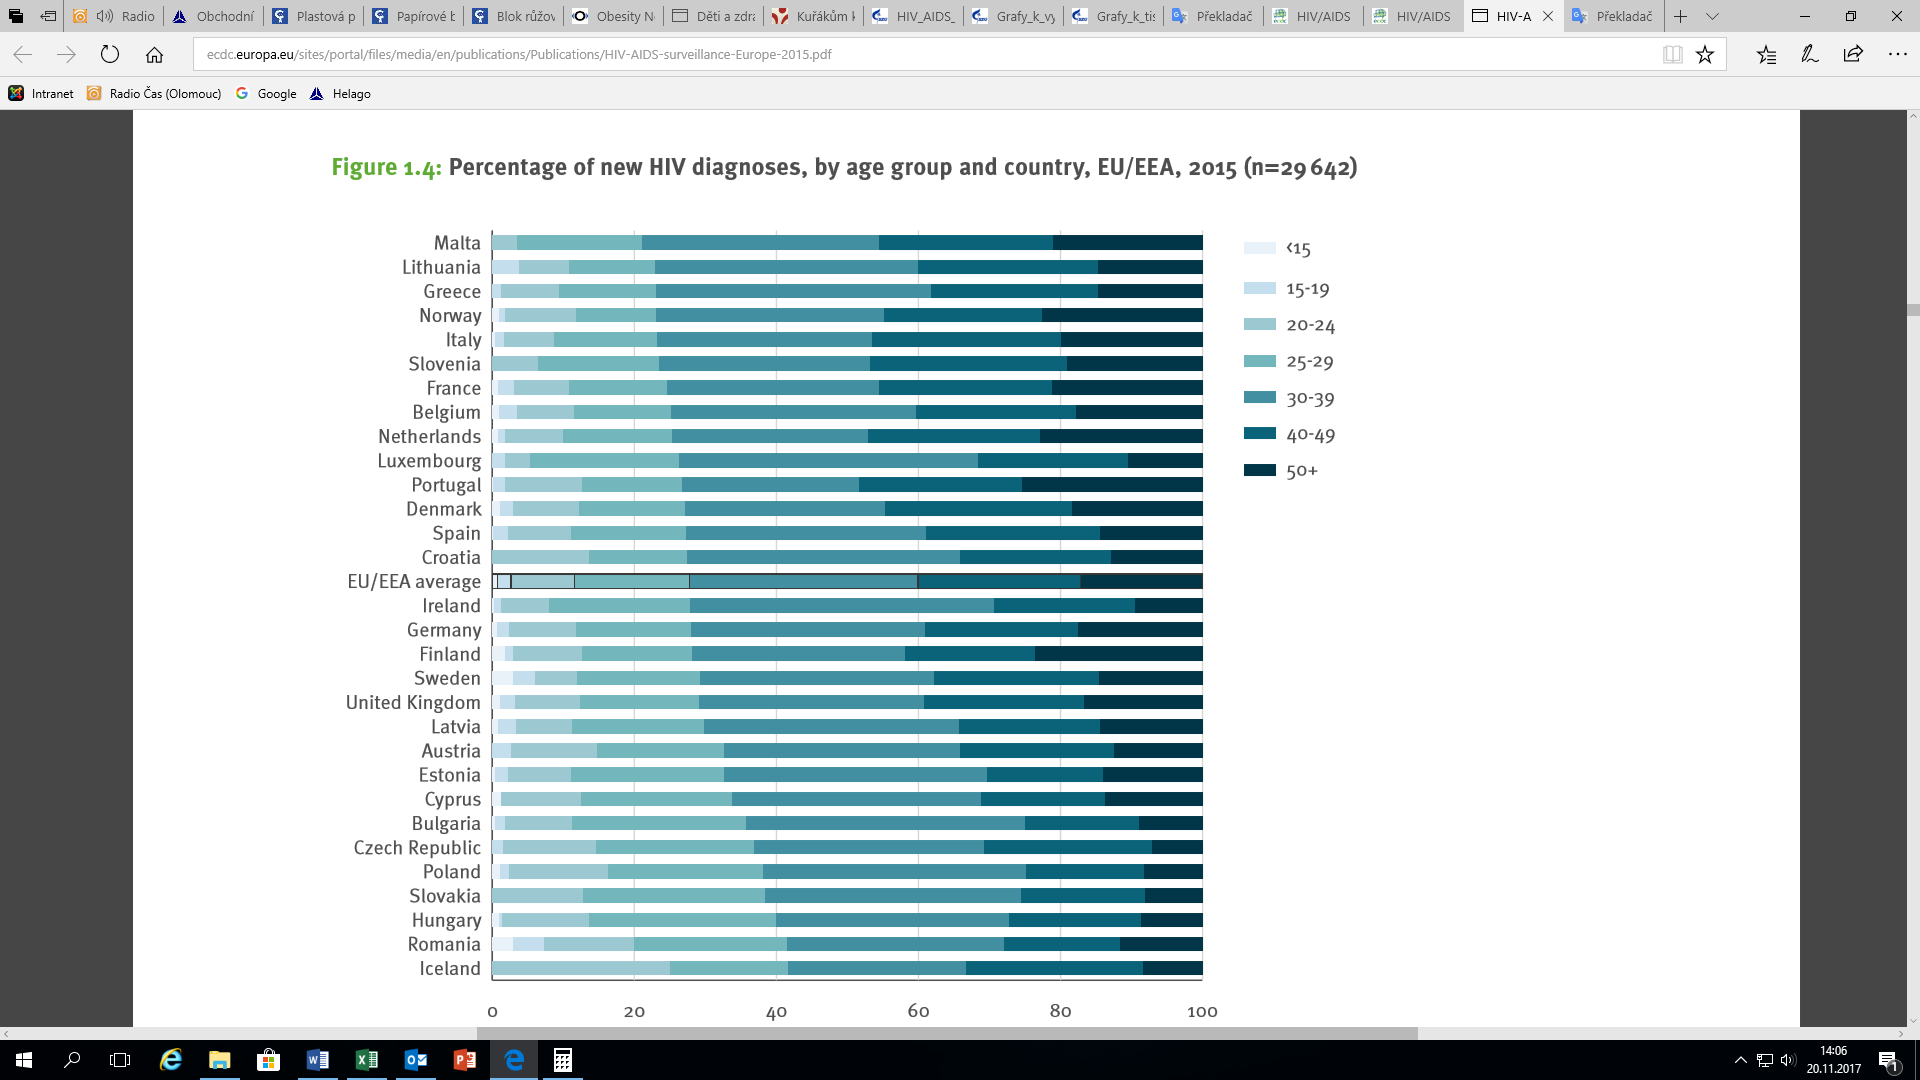 Radio
Obchodní
Plastová p
Papírové b
Blok růžov
Obesity No
Děti a zdra
Kuřákům k
HIV_AIDS_
Grafy_k_vy
Grafy_k_tis
Překladač
HIV/AIDS
HIV/AIDS
HIV-A
Překladač
ecdc.europa.eu/sites/portal/files/media/en/publications/Publications/HIV-AIDS-surveillance-Europe-2015.pdf
Intranet
Radio Čas (Olomouc)
Google
Helago
Figure 1.4: Percentage of new HIV diagnoses, by age group and country, EU/EEA, 2015 (n=29 642)
Malta
Lithuania
Greece
Norway
Italy
Slovenia
France
Belgium
Netherlands
Luxembourg
Portugal
Denmark
Spain
Croatia
EU/EEA average
Ireland
Germany
Finland
Sweden
United Kingdom
Latvia
Austria
Estonia
Cyprus
Bulgaria
Czech Republic
Poland
Slovakia
Hungary
Romania
Iceland
<15
15-19
20-24
25-29
30-39
40-49
50+
0 20 40 60 80 100
14:06
20.11.2017
1